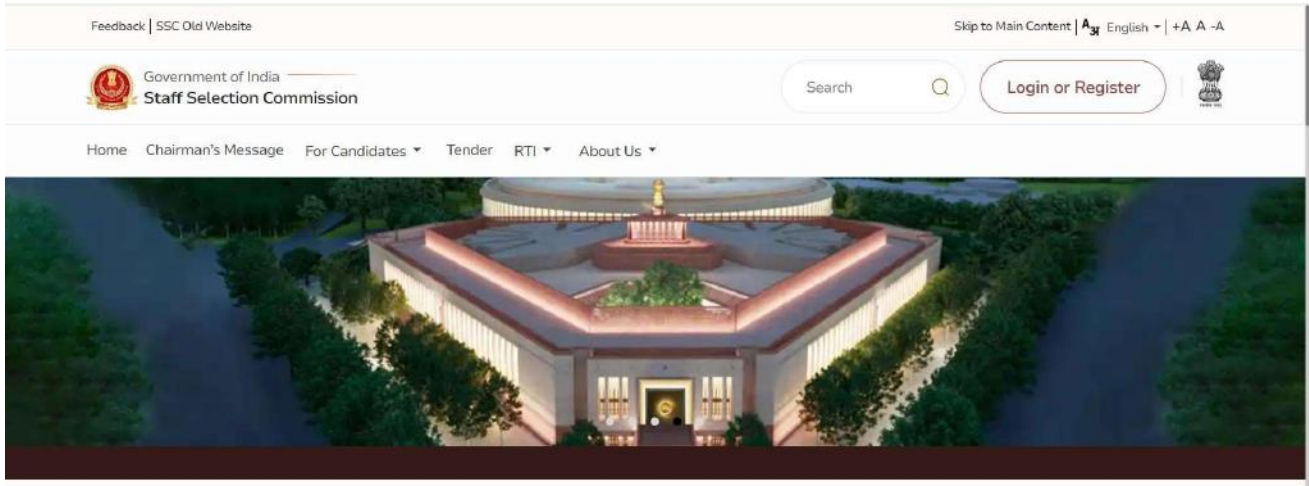 Feedback | SSC Old Website
Skip to Main Content | Aअ English | +A A -A
Government of India
Staff Selection Commission
Search
Login or Register
Home Chairman's Message For Candidates Tender RTI About Us